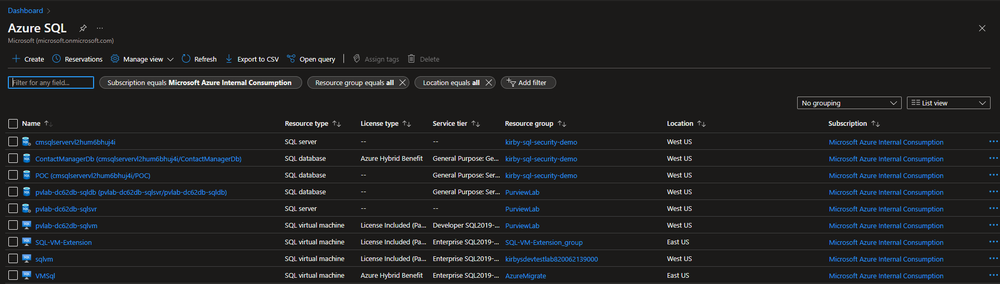 Dashboard
Azure SQL
Microsoft (microsoft.onmicrosoft.com)
Create Reservations Manage view Refresh Export to CSV Open query Assign tags Delete
Filter for any field... Subscription equals Microsoft Azure Internal Consumption Resource group equals all Location equals all Add filter
No grouping List view
Name Resource type License type Service tier Resource group Location Subscription
cmsqlservervl2hum6bhuj4i SQL server -- -- kirby-sql-security-demo West US Microsoft Azure Internal Consumption ...
ContactManagerDb (cmsqlservervl2hum6bhuj4i/ContactManagerDb) SQL database Azure Hybrid Benefit General Purpose: Ge... kirby-sql-security-demo West US Microsoft Azure Internal Consumption ...
POC (cmsqlservervl2hum6bhuj4i/POC) SQL database -- General Purpose: Ser... kirby-sql-security-demo West US Microsoft Azure Internal Consumption ...
pvlab-dc62db-sqldb (pvlab-dc62db-sqlsvr/pvlab-dc62db-sqldb) SQL database -- General Purpose: Ser... PurviewLab West US Microsoft Azure Internal Consumption ...
pvlab-dc62db-sqlsvr SQL server -- -- PurviewLab West US Microsoft Azure Internal Consumption ...
pvlab-dc62db-sqlvm SQL virtual machine License Included (Pa... Developer SQL2019-... PurviewLab West US Microsoft Azure Internal Consumption ...
SQL-VM-Extension SQL virtual machine License Included (Pa... Enterprise SQL2019-... SQL-VM-Extension_group East US Microsoft Azure Internal Consumption ...
sqlvm SQL virtual machine License Included (Pa... Enterprise SQL2019-... kirbysdevtestlab820062139000 West US Microsoft Azure Internal Consumption ...
VMSql SQL virtual machine Azure Hybrid Benefit Enterprise SQL2019-... AzureMigrate East US Microsoft Azure Internal Consumption ...